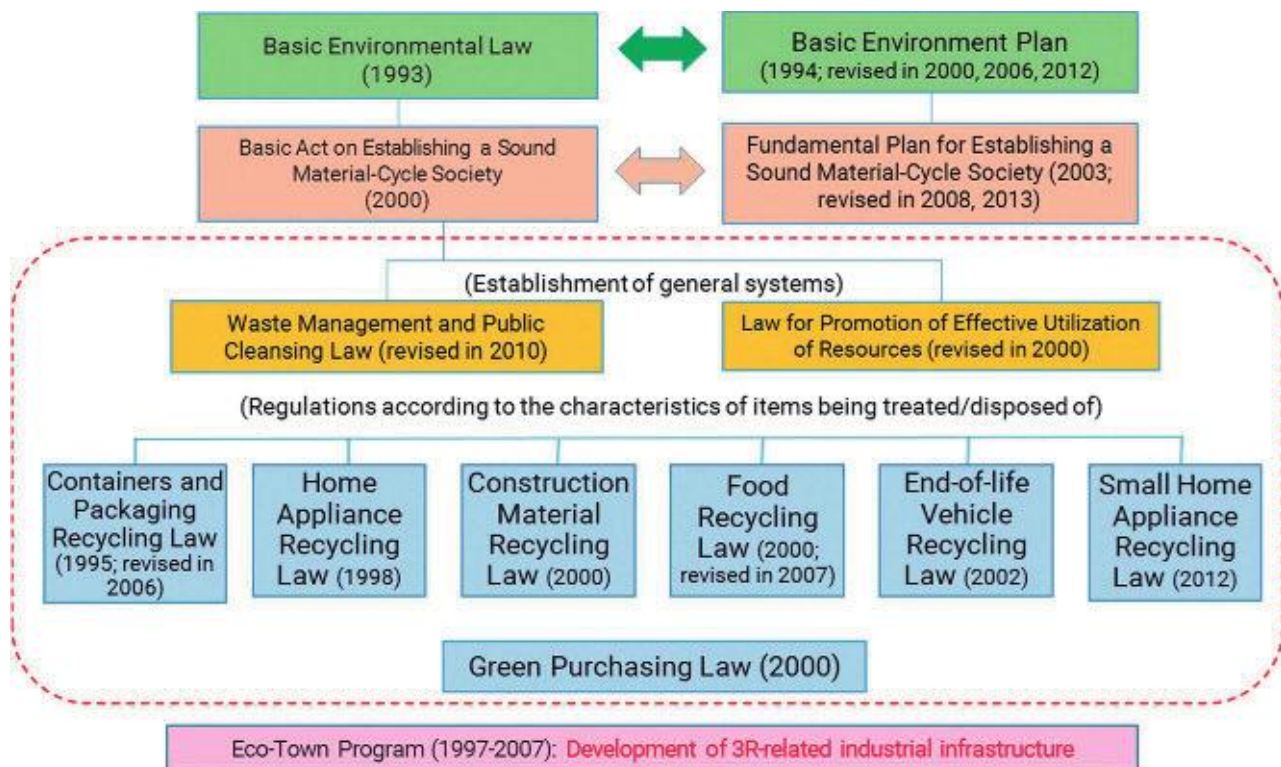 Basic Environmental Law
(1993)
Basic Environment Plan
(1994; revised in 2000, 2006, 2012)
Basic Act on Establishing a Sound
Material-Cycle Society
(2000)
Fundamental Plan for Establishing a
Sound Material-Cycle Society (2003;
revised in 2008, 2013)
(Establishment of general systems)
Waste Management and Public
Cleansing Law (revised in 2010)
Law for Promotion of Effective Utilization
of Resources (revised in 2000)
(Regulations according to the characteristics of items being treated/disposed of)
Containers and
Packaging
Recycling Law
(1995; revised in
2006)
Home
Appliance
Recycling
Law (1998)
Construction
Material
Recycling
Law (2000)
Food
Recycling
Law (2000;
revised in 2007)
End-of-life
Vehicle
Recycling
Law (2002)
Small Home
Appliance
Recycling
Law (2012)
Green Purchasing Law (2000)
Eco-Town Program (1997-2007): Development of 3R-related industrial infrastructure